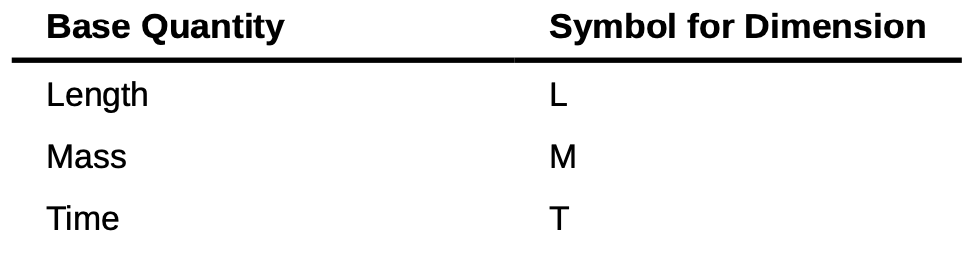 Base Quantity Symbol for Dimension
Length L
Mass M
Time T